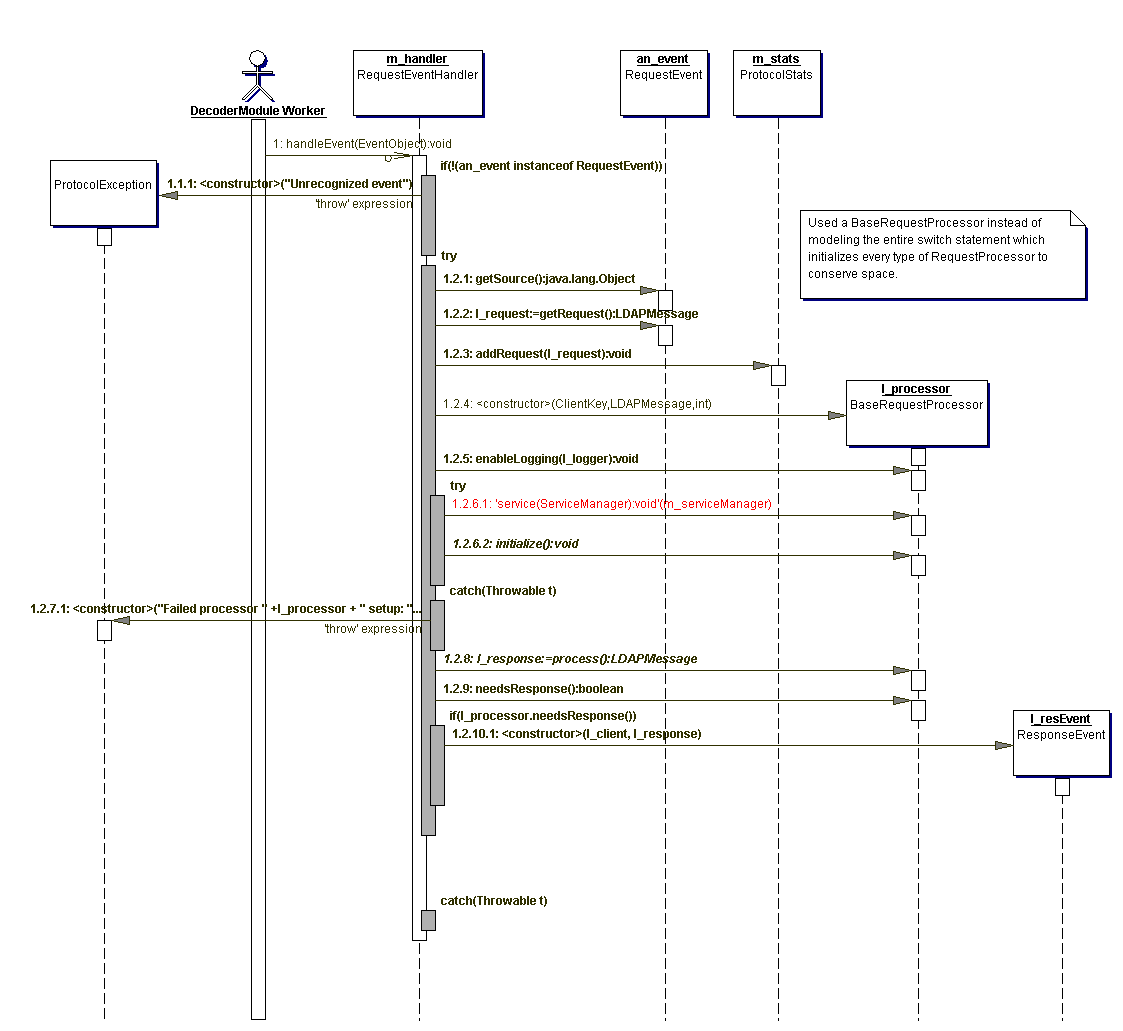 m_handler
RequestEventHandler
an_event
RequestEvent
m_stats
ProtocolStats
DecoderModule Worker
1: handleEvent(EventObject):void
if(!(an_event instanceof RequestEvent))
ProtocolException
1.1.1: <constructor>("Unrecognized event")
'throw' expression
Used a BaseRequestProcessor instead of
modeling the entire switch statement which
initializes every type of RequestProcessor to
conserve space.
try
1.2.1: getSource():java.lang.Object
1.2.2: l_request:=getRequest():LDAPMessage
1.2.3: addRequest(l_request):void
l_processor
BaseRequestProcessor
1.2.4: <constructor>(ClientKey,LDAPMessage,int)
1.2.5: enableLogging(l_logger):void
try
1.2.6.1: 'service(ServiceManager):void'(m_serviceManager)
1.2.6.2: initialize():void
catch(Throwable t)
1.2.7.1: <constructor>("Failed processor " +l_processor + " setup: "...
'throw' expression
1.2.8: l_response:=process():LDAPMessage
1.2.9: needsResponse():boolean
if(l_processor.needsResponse())
1.2.10.1: <constructor>(l_client, l_response)
l_resEvent
ResponseEvent
catch(Throwable t)